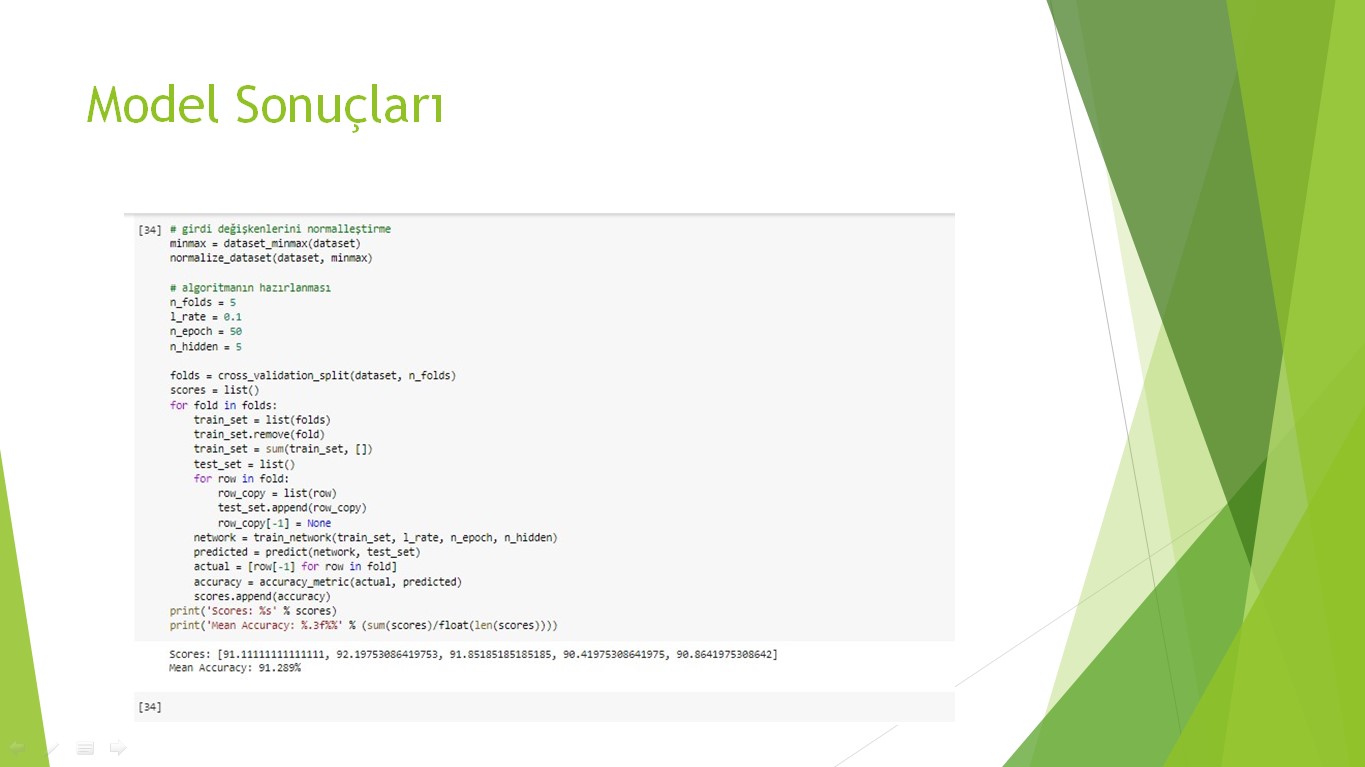 Model Sonuçları
[34] # girdi değişkenlerini normalleştirme
minmax = dataset_minmax(dataset)
normalize_dataset(dataset, minmax)
# algoritmanın hazırlanması
n_folds = 5
l_rate = 0.1
n_epoch = 50
n_hidden = 5
folds = cross_validation_split(dataset, n_folds)
scores = list()
for fold in folds:
    train_set = list(folds)
    train_set.remove(fold)
    train_set = sum(train_set, [])
    test_set = list()
    for row in fold:
        row_copy = list(row)
        test_set.append(row_copy)
        row_copy[-1] = None
    network = train_network(train_set, l_rate, n_epoch, n_hidden)
    predicted = predict(network, test_set)
    actual = [row[-1] for row in fold]
    accuracy = accuracy_metric(actual, predicted)
    scores.append(accuracy)
print('Scores: %s' % scores)
print('Mean Accuracy: %.3f%%' % (sum(scores)/float(len(scores))))
Scores: [91.11111111111111, 92.19753086419753, 91.85185185185185, 90.41975308641975, 90.8641975308642]
Mean Accuracy: 91.289%
[34]